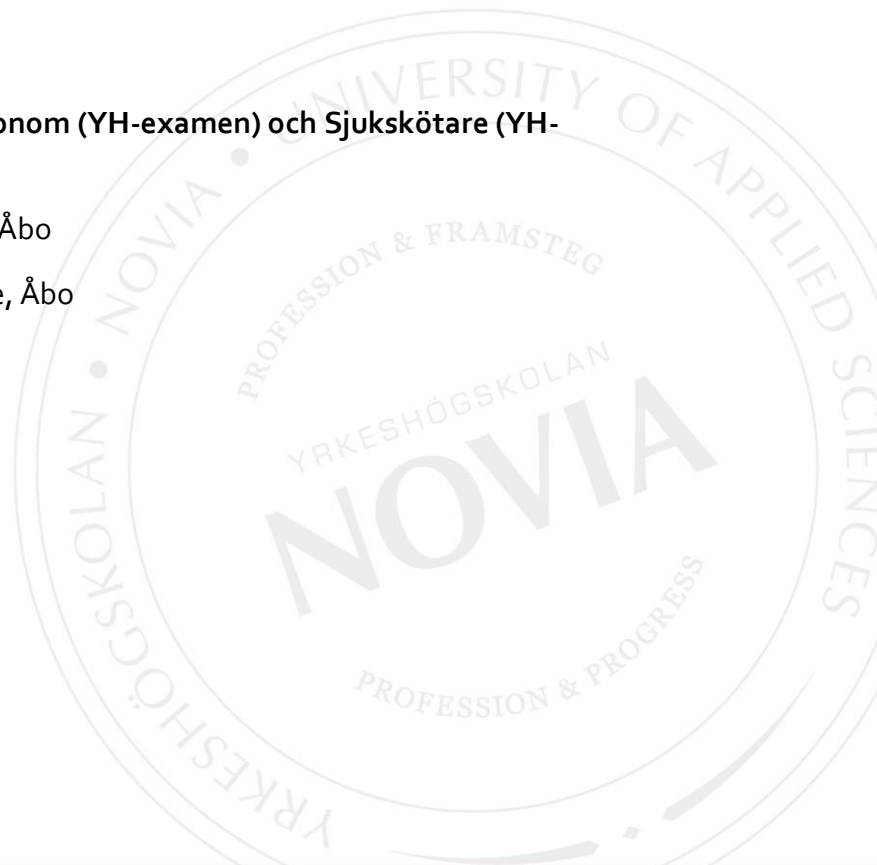 onom (YH-examen) och Sjukskötare (YH-
Åbo
e, Åbo
YRKESHÖGSKOLAN • NOVIA • UNIVERSITY OF APPLIED SCIENCES
PROFESSION & FRAMSTEG
YRKESHÖGSKOLAN
NOVIA
PROFESSION & PROGRESS